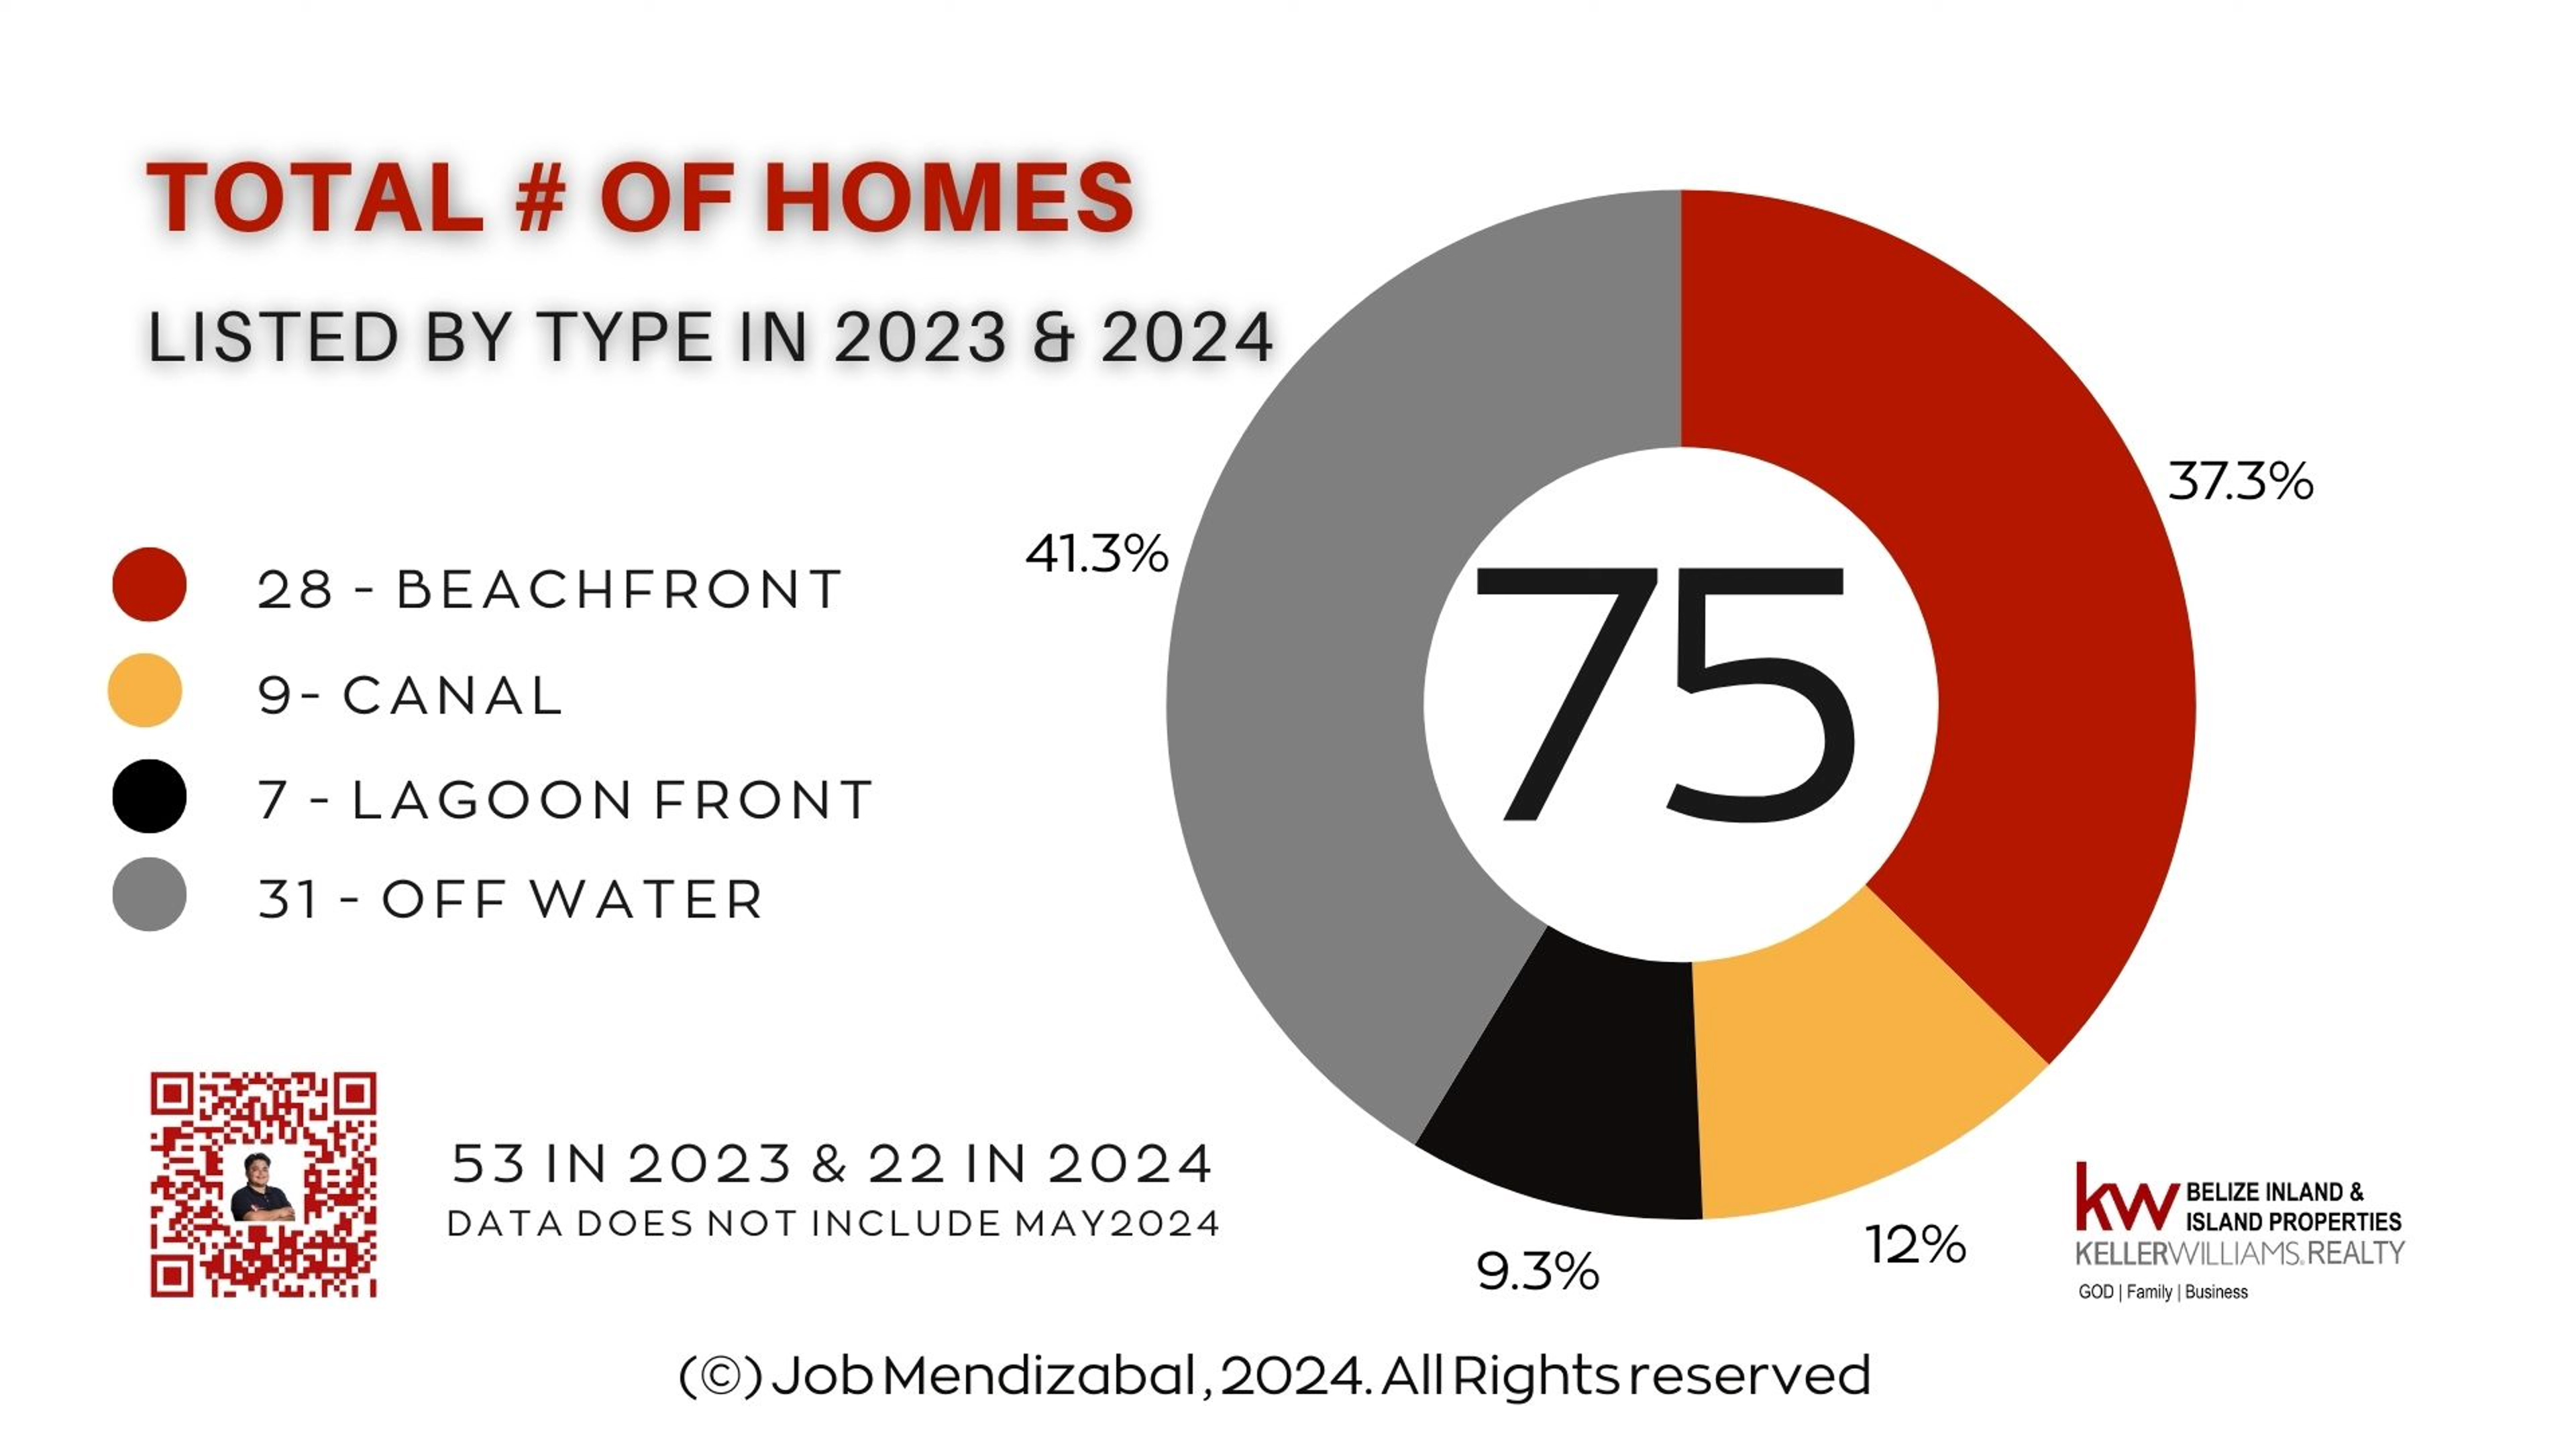 TOTAL # OF HOMES
LISTED BY TYPE IN 2023 & 2024
37.3%
41.3%
75
28 - BEACHFRONT
9- CANAL
7 - LAGOON FRONT
31 - OFF WATER
53 IN 2023 & 22 IN 2024
DATA DOES NOT INCLUDE MAY2024
9.3%
12%
kw BELIZE INLAND &
ISLAND PROPERTIES
KELLERWILLIAMS. REALTY
GOD | Family | Business
(©) Job Mendizabal, 2024. All Rights reserved